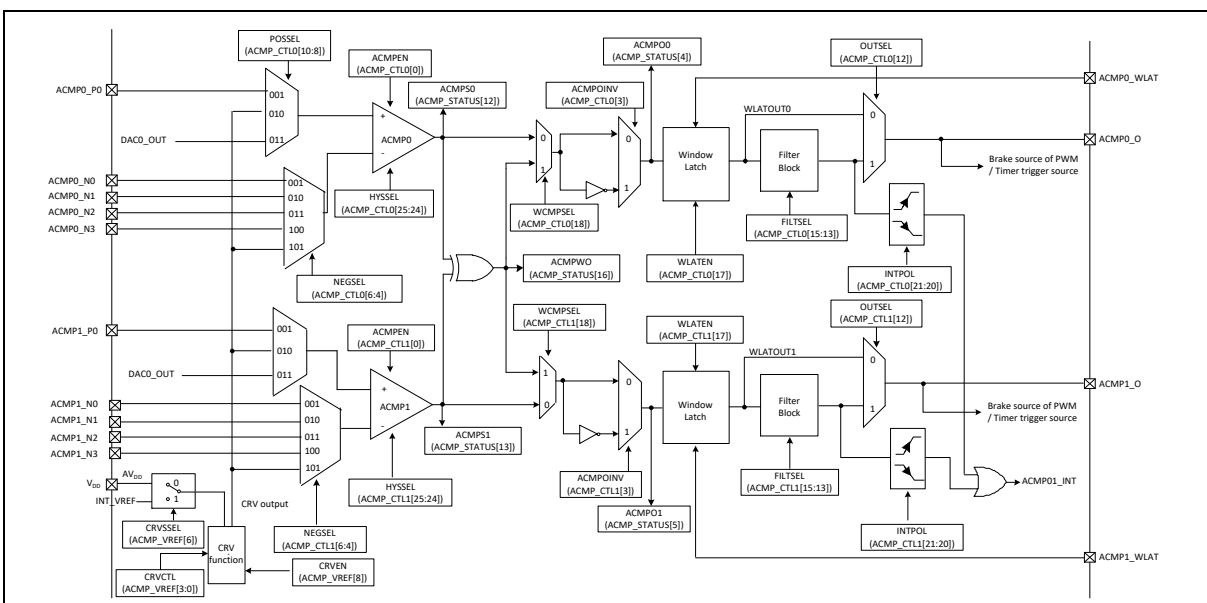 POSSEL
(ACMP_CTL0[10:8])
ACMPEN
(ACMP_CTL0[0])
ACMPS0
(ACMP_STATUS[12])
ACMPO0
(ACMP_STATUS[4])
ACMPOINV
(ACMP_CTL0[3])
OUTSEL
(ACMP_CTL0[12])
ACMP0_WLAT
ACMP0_P0
001
010
011
DAC0_OUT
+
-
ACMP0
0
1
0
1
Window
Latch
WLATOUT0
Filter
Block
0
1
ACMP0_O
Brake source of PWM
/ Timer trigger source
ACMP0_N0
ACMP0_N1
ACMP0_N2
ACMP0_N3
001
010
011
100
101
HYSSEL
(ACMP_CTL0[25:24])
WCMPSEL
(ACMP_CTL0[18])
FILTSEL
(ACMP_CTL0[15:13])
WLATEN
(ACMP_CTL0[17])
ACMPWO
(ACMP_STATUS[16])
INTPOL
(ACMP_CTL0[21:20])
NEGSEL
(ACMP_CTL0[6:4])
ACMP1_P0
001
010
011
DAC0_OUT
ACMPEN
(ACMP_CTL1[0])
WCMPSEL
(ACMP_CTL1[18])
WLATEN
(ACMP_CTL1[17])
OUTSEL
(ACMP_CTL1[12])
+
-
ACMP1
1
0
0
1
Window
Latch
WLATOUT1
Filter
Block
0
1
ACMP1_O
Brake source of PWM
/ Timer trigger source
ACMP1_N0
ACMP1_N1
ACMP1_N2
ACMP1_N3
001
010
011
100
101
ACMPS1
(ACMP_STATUS[13])
HYSSEL
(ACMP_CTL1[25:24])
ACMPOINV
(ACMP_CTL1[3])
ACMPO1
(ACMP_STATUS[5])
FILTSEL
(ACMP_CTL1[15:13])
INTPOL
(ACMP_CTL1[21:20])
ACMP01_INT
ACMP1_WLAT
VDD
AVDD
INT_VREF
0
1
CRV output
CRVSSEL
(ACMP_VREF[6])
NEGSEL
(ACMP_CTL1[6:4])
CRV
function
CRVCTL
(ACMP_VREF[3:0])
CRVEN
(ACMP_VREF[8])